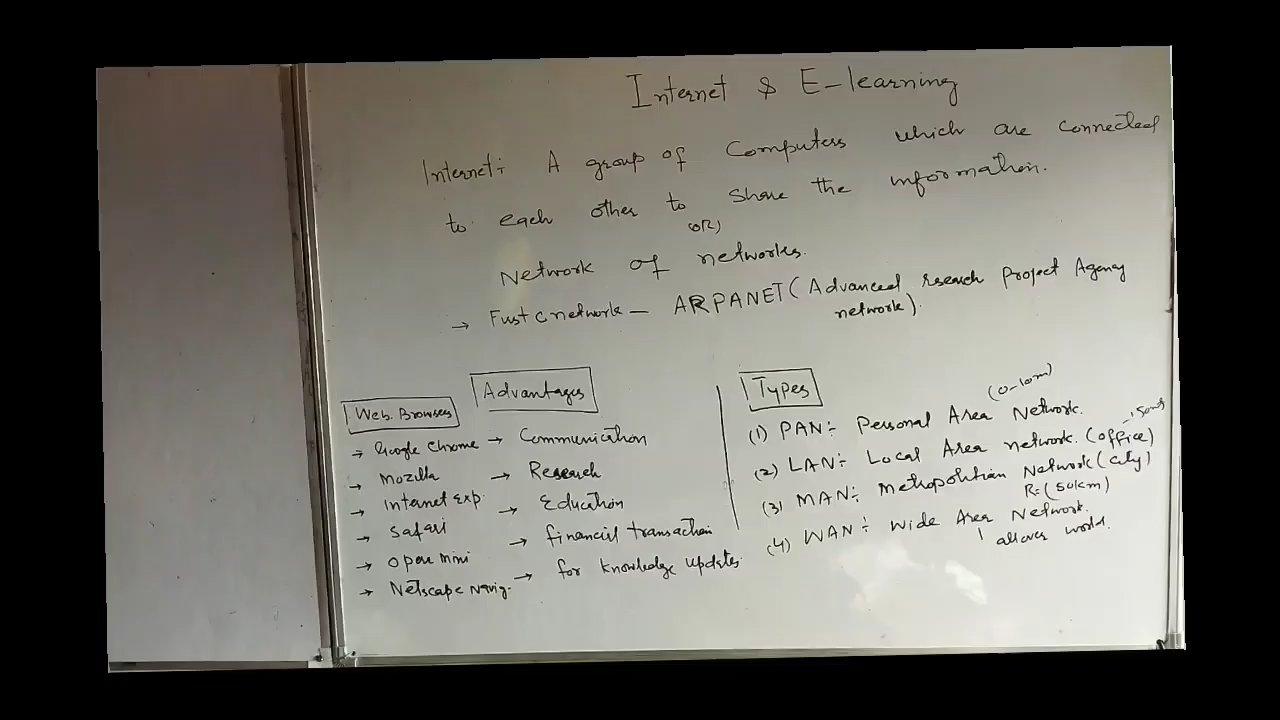 Internet & E-learning
Internet:- A group of Computers which are connected
to each other to share the information.
(OR)
Network of networks.
→ First network - ARPANET (Advanced Reseach Project Agency
network).
Web. Browsers
→ Google Chrome
→ Mozilla
→ Internet Exp.
→ Safari
→ Opera mini
→ Netscape Navig.
Advantages
→ Communication
→ Research
→ Education
→ financial transaction
→ for knowledge updates.
Types
(0-10m)
(1) PAN:- Personal Area Network.
(2) LAN:- Local Area network. (office)
(3) MAN:- Metropolitian Network (city)
R=(50km)
(4) WAN:- Wide Area Network.
all over world.